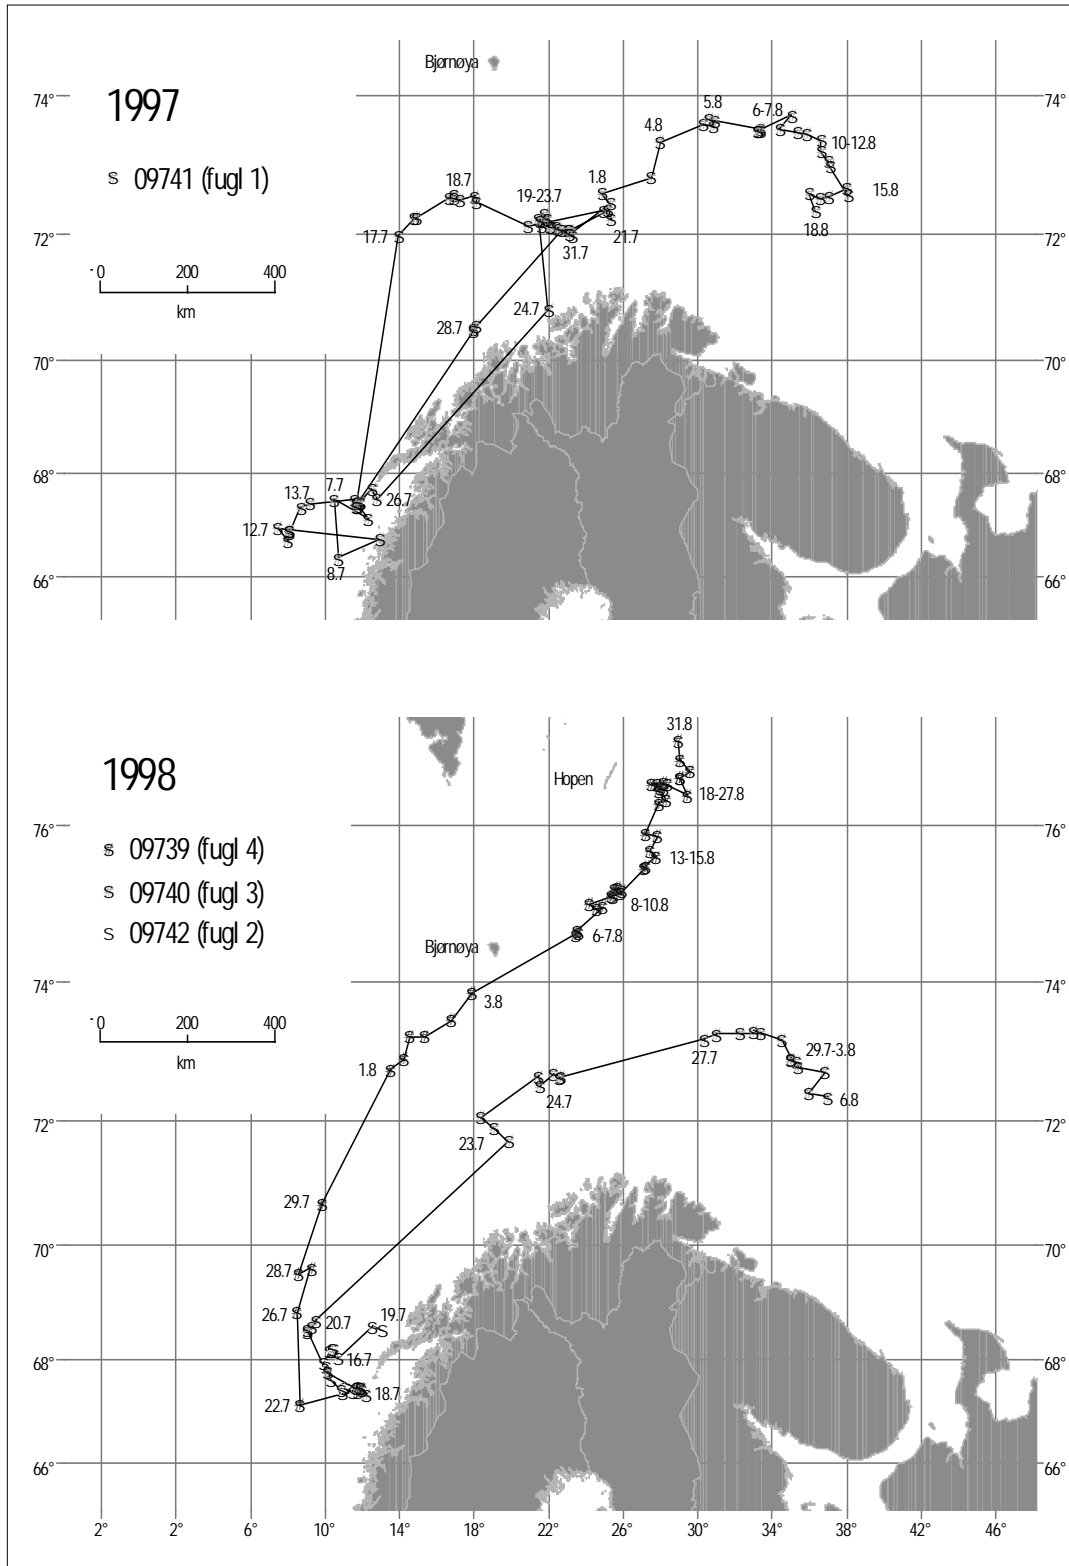 Bjørnøya
74° 74°
1997
5.8 6-7.8
4.8 10-12.8
S 09741 (fugl 1)
18.7 19-23.7 1.8 15.8
72° 17.7 21.7 18.8 72°
31.7
0 200 400
km
24.7
28.7
70° 70°
68° 7.7 68°
13.7 26.7
12.7
8.7
66° 66°
31.8
1998
Hopen
18-27.8
76° 76°
S 09739 (fugl 4)
13-15.8
S 09740 (fugl 3)
8-10.8
S 09742 (fugl 2)
Bjørnøya 6-7.8
74° 74°
3.8
0 200 400
km
1.8 27.7 29.7-3.8
24.7 6.8
72° 72°
23.7
29.7
70° 70°
28.7
26.7 20.7 19.7
68° 16.7 68°
22.7 18.7
66° 66°
2° 2° 6° 10° 14° 18° 22° 26° 30° 34° 38° 42° 46°